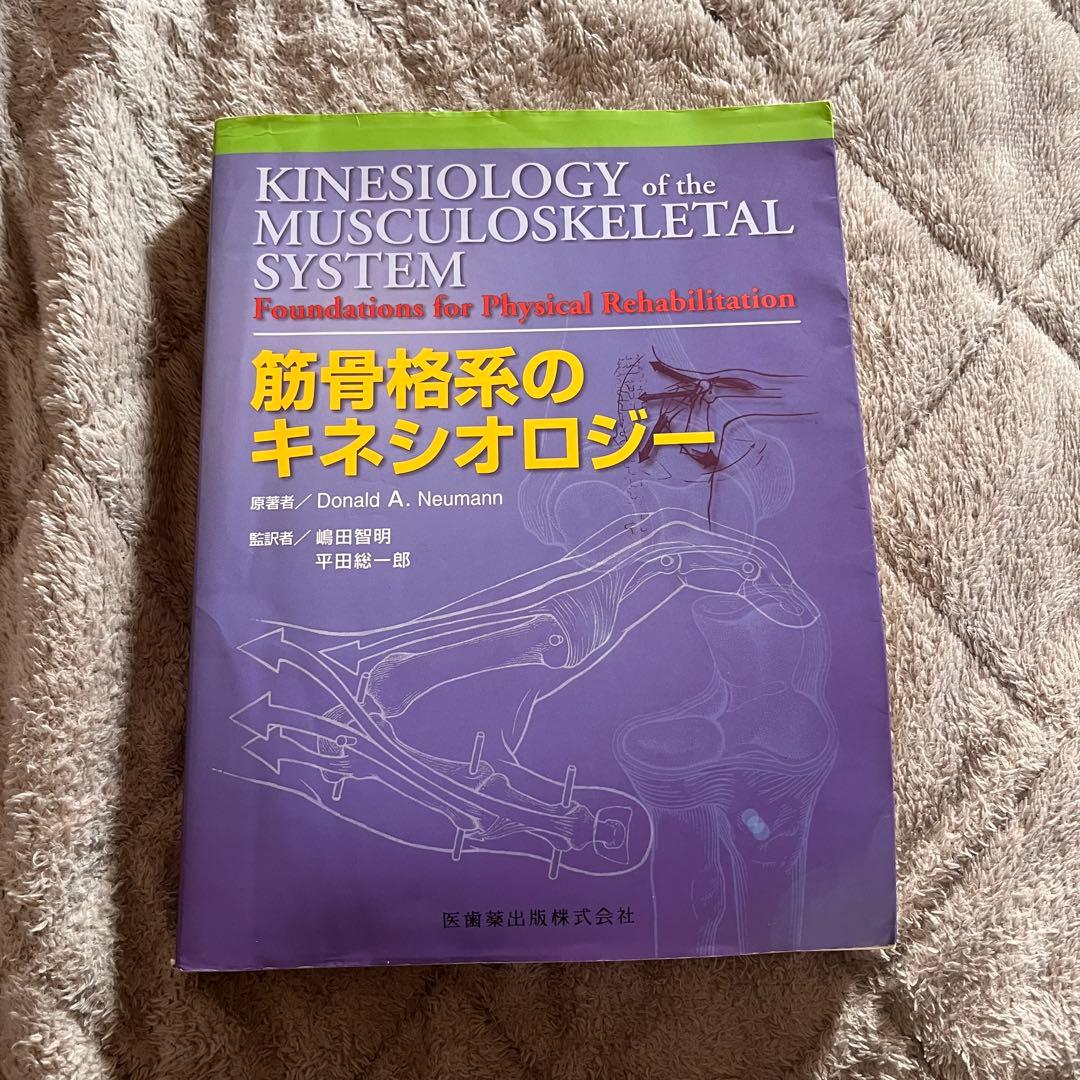 KINESIOLOGY of the
MUSCULOSKELETAL
SYSTEM
Foundations for Physical Rehabilitation
筋骨格系の
キネシオロジー
原著者/Donald A. Neumann
監訳者/嶋田智明
平田総一郎
医歯薬出版株式会社